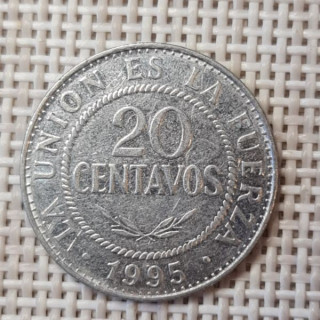 LA UNION ES LA FUERZA
20
CENTAVOS
1995